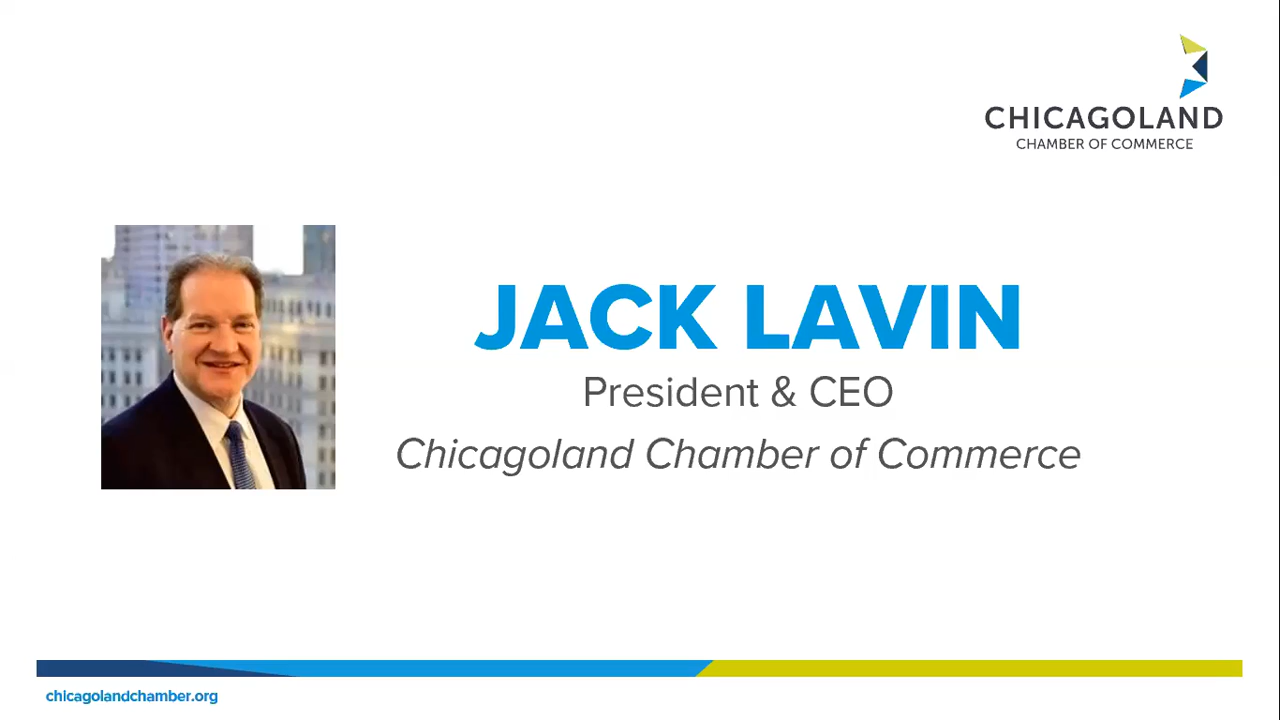 CHICAGOLAND
CHAMBER OF COMMERCE
JACK LAVIN
President & CEO
Chicagoland Chamber of Commerce
chicagolandchamber.org